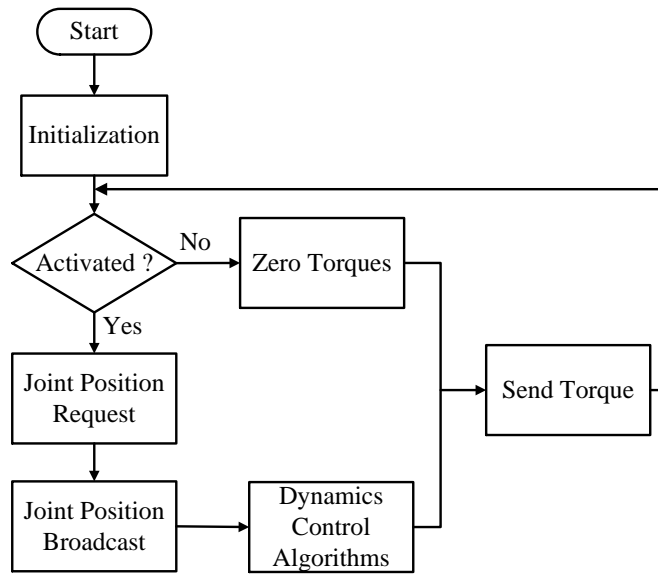 Start
Initialization
Activated ?
No
Zero Torques
Yes
Joint Position
Request
Send Torque
Joint Position
Broadcast
Dynamics
Control
Algorithms